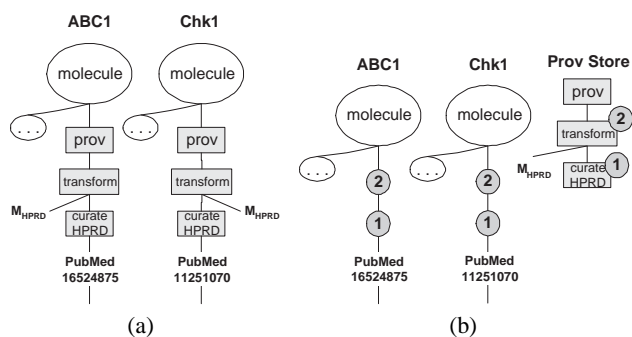 ABC1
Chk1
molecule
molecule
. . .
. . .
prov
prov
transform
transform
MHPRD
MHPRD
curate
HPRD
curate
HPRD
PubMed
16524875
PubMed
11251070
(a)
ABC1
Chk1
Prov Store
molecule
molecule
prov
2
transform
. . .
. . .
MHPRD
1
curate
HPRD
2
2
1
1
PubMed
16524875
PubMed
11251070
(b)